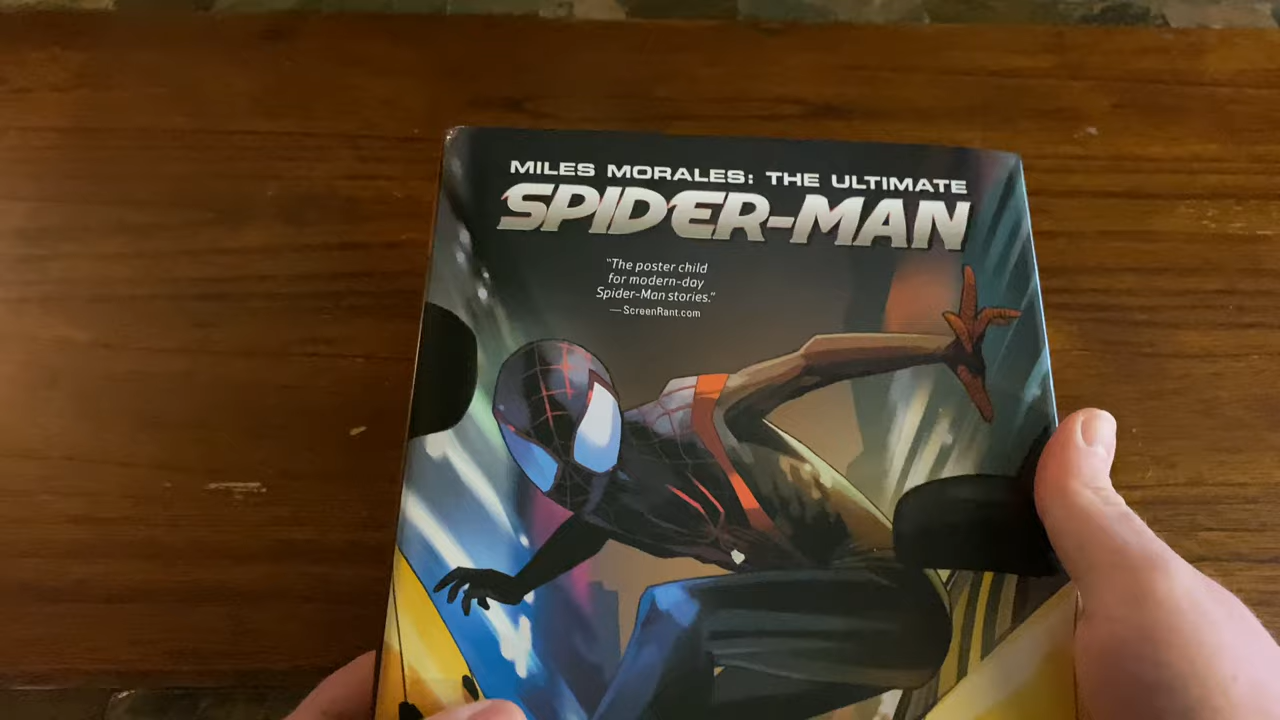 MILES MORALES: THE ULTIMATE
SPIDER-MAN
"The poster child
for modern-day
Spider-Man stories."
—ScreenRant.com